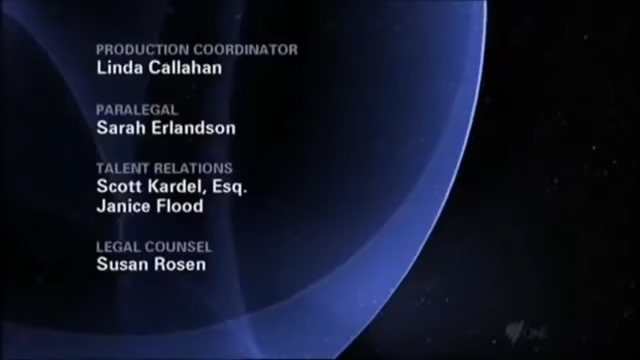 PRODUCTION COORDINATOR
Linda Callahan
PARALEGAL
Sarah Erlandson
TALENT RELATIONS
Scott Kardel, Esq.
Janice Flood
LEGAL COUNSEL
Susan Rosen